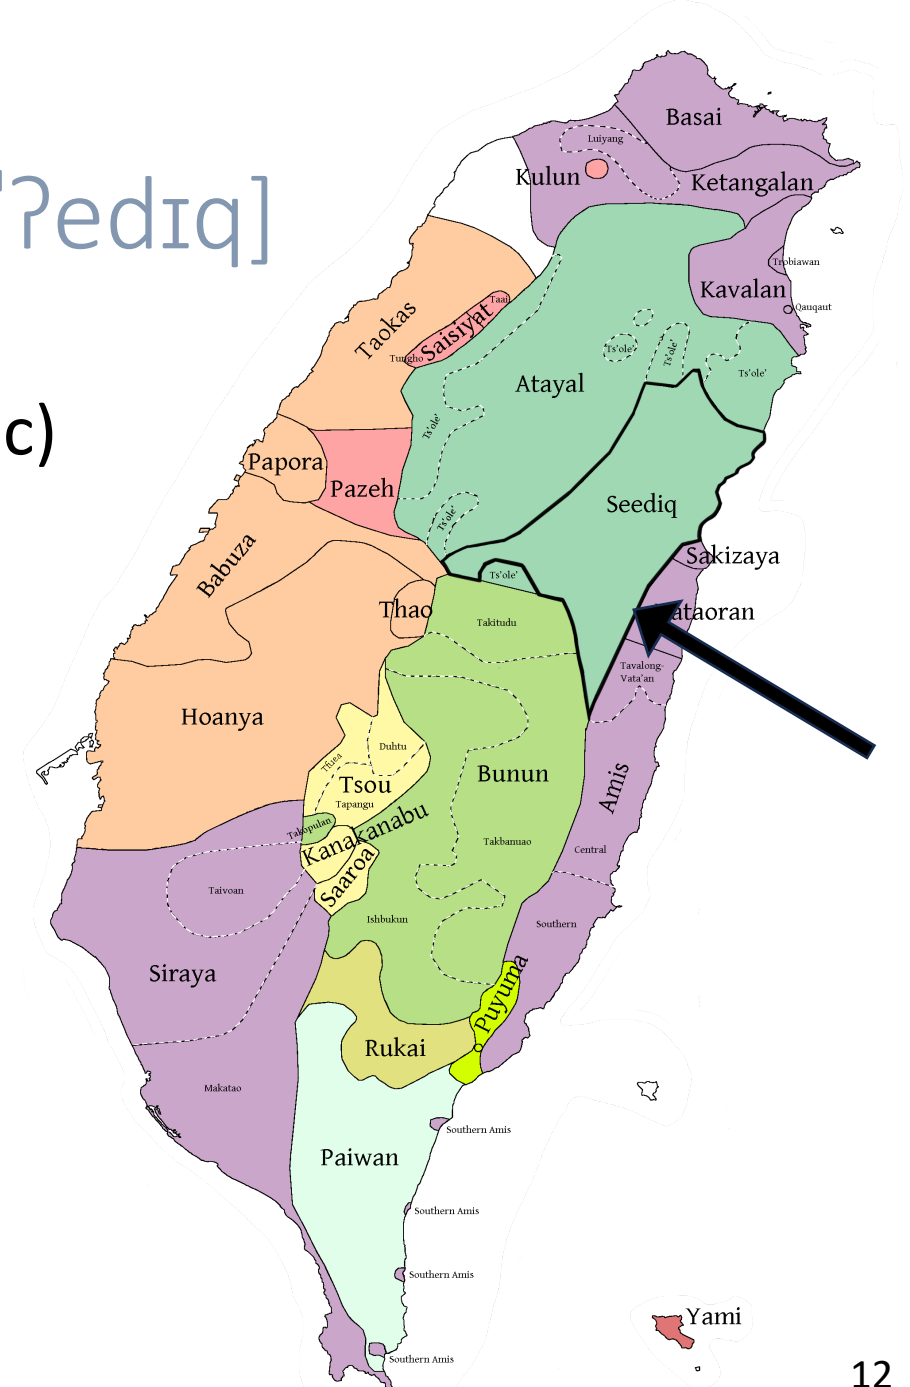 ˈʔedɪq]
c)
Basai
Luiyang
Kulun
Ketangalan
Trobiawan
Kavalan
Qauqaut
Taai
Taokas
Saisiyat
Tungho
Ts'ole'
Ts'ole'
Ts'ole'
Atayal
Ts'ole'
Papora
Pazeh
Seediq
Ts'ole'
Babuza
Sakizaya
Ts'ole'
Thao
ataoran
Takitudu
Tavalong-
Vata'an
Hoanya
Duhtu
Tfuea
Tsou
Bunun
Amis
Tapangu
Takopulan
Kanakanabu
Takbanuao
Central
Saaroa
Taivoan
Ishbukun
Southern
Siraya
Puyuma
Rukai
Makatao
Southern Amis
Paiwan
Southern Amis
Southern Amis
Yami
Southern Amis
12